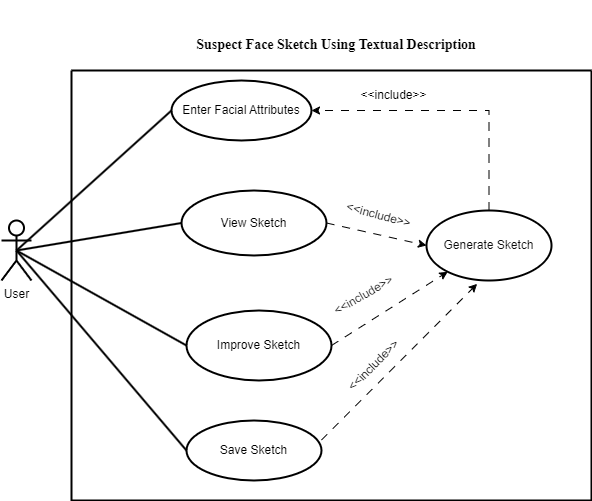 Suspect Face Sketch Using Textual Description
<<include>>
Enter Facial Attributes
<<include>>
View Sketch
Generate Sketch
User
<<include>>
Improve Sketch
<<include>>
Save Sketch